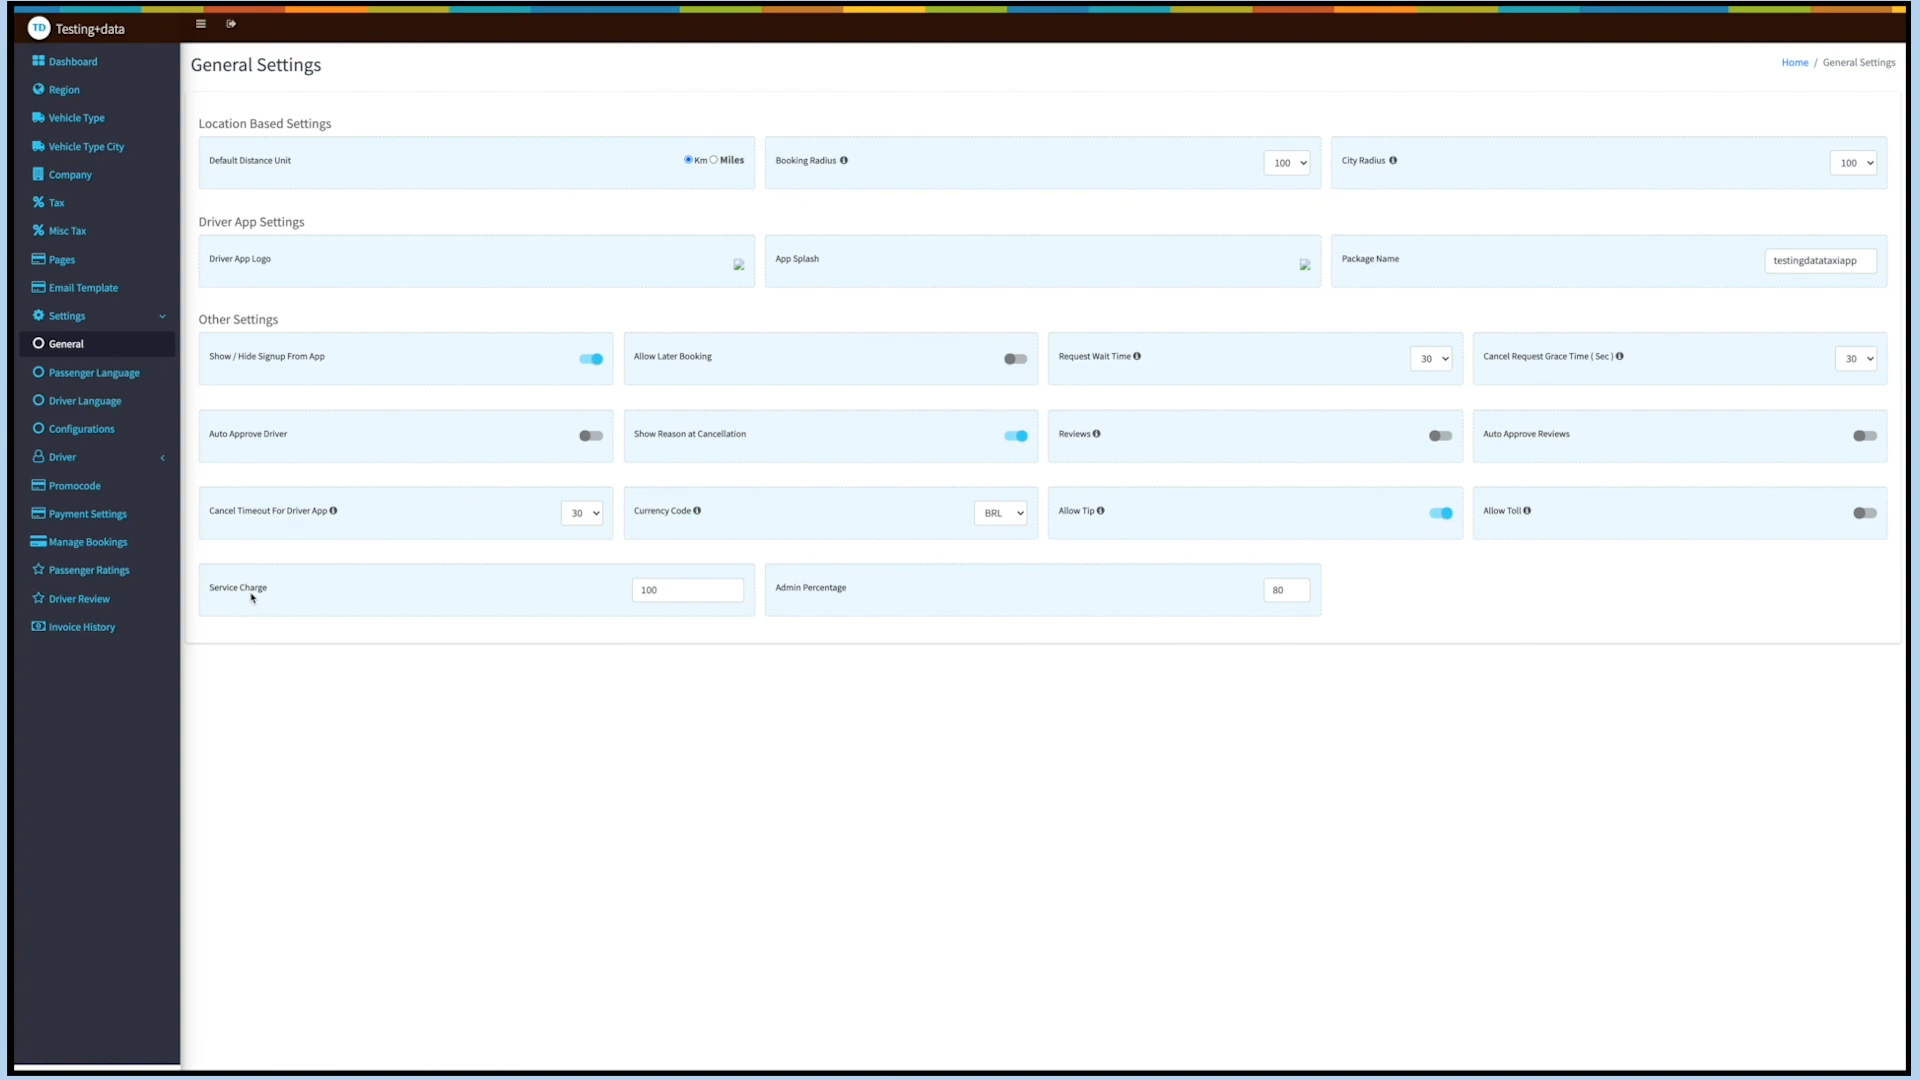 TD Testing+data
Dashboard
Region
Vehicle Type
Vehicle Type City
Company
Tax
Misc Tax
Pages
Email Template
Settings
General
Passenger Language
Driver Language
Configurations
Driver
Promocode
Payment Settings
Manage Bookings
Passenger Ratings
Driver Review
Invoice History
General Settings
Home / General Settings
Location Based Settings
Default Distance Unit Km Miles
Booking Radius 100
City Radius 100
Driver App Settings
Driver App Logo
App Splash
Package Name testingdatataxiapp
Other Settings
Show / Hide Signup From App
Allow Later Booking
Request Wait Time 30
Cancel Request Grace Time ( Sec ) 30
Auto Approve Driver
Show Reason at Cancellation
Reviews
Auto Approve Reviews
Cancel Timeout For Driver App 30
Currency Code BRL
Allow Tip
Allow Toll
Service Charge 100
Admin Percentage 80